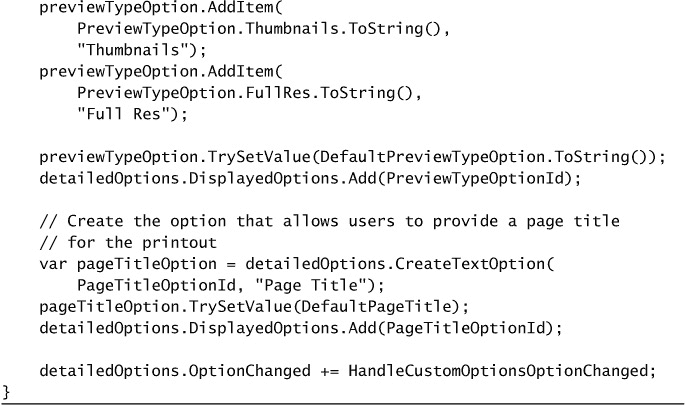 previewTypeOption.AddItem(
PreviewTypeOption.Thumbnails.ToString(),
"Thumbnails");
previewTypeOption.AddItem(
PreviewTypeOption.FullRes.ToString(),
"Full Res");
previewTypeOption.TrySetValue(DefaultPreviewTypeOption.ToString());
detailedOptions.DisplayedOptions.Add(PreviewTypeOptionId);
// Create the option that allows users to provide a page title
// for the printout
var pageTitleOption = detailedOptions.CreateTextOption(
PageTitleOptionId, "Page Title");
pageTitleOption.TrySetValue(DefaultPageTitle);
detailedOptions.DisplayedOptions.Add(PageTitleOptionId);
detailedOptions.OptionChanged += HandleCustomOptionsOptionChanged;
}